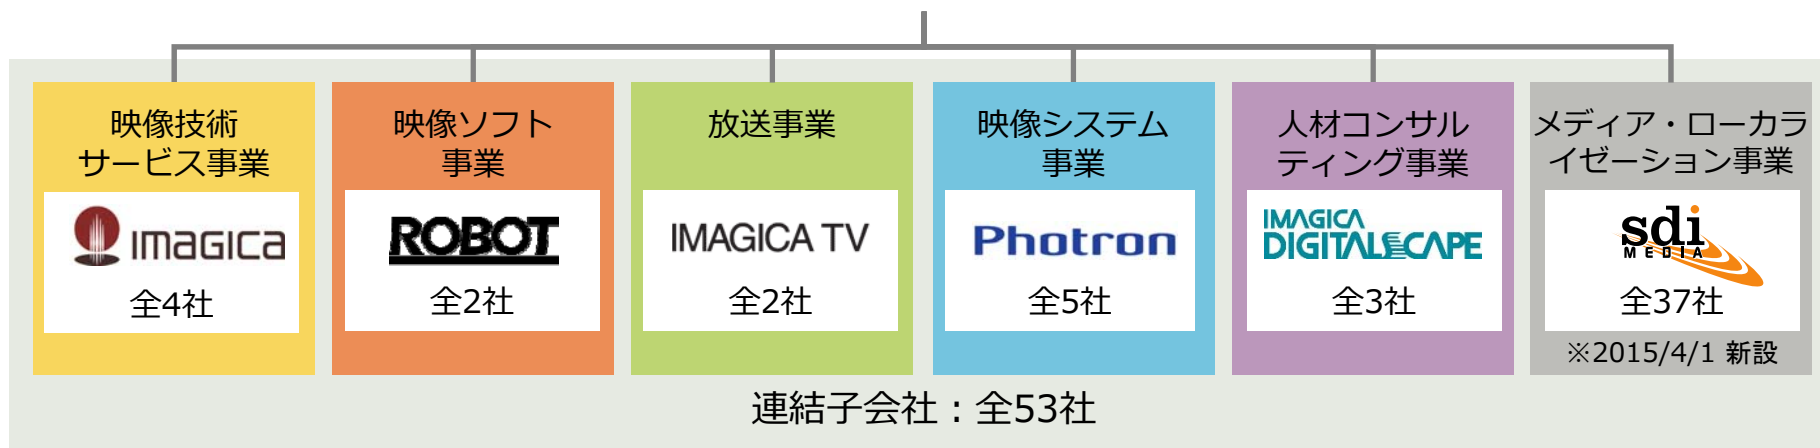 映像技術
サービス事業
IMAGICA
全4社
映像ソフト
事業
ROBOT
全2社
放送事業
IMAGICA TV
全2社
映像システム
事業
Photron
全5社
人材コンサル
ティング事業
IMAGICA
DIGITALSCAPE
全3社
メディア・ローカラ
イゼーション事業
sdi
MEDIA
全37社
※2015/4/1 新設
連結子会社：全53社